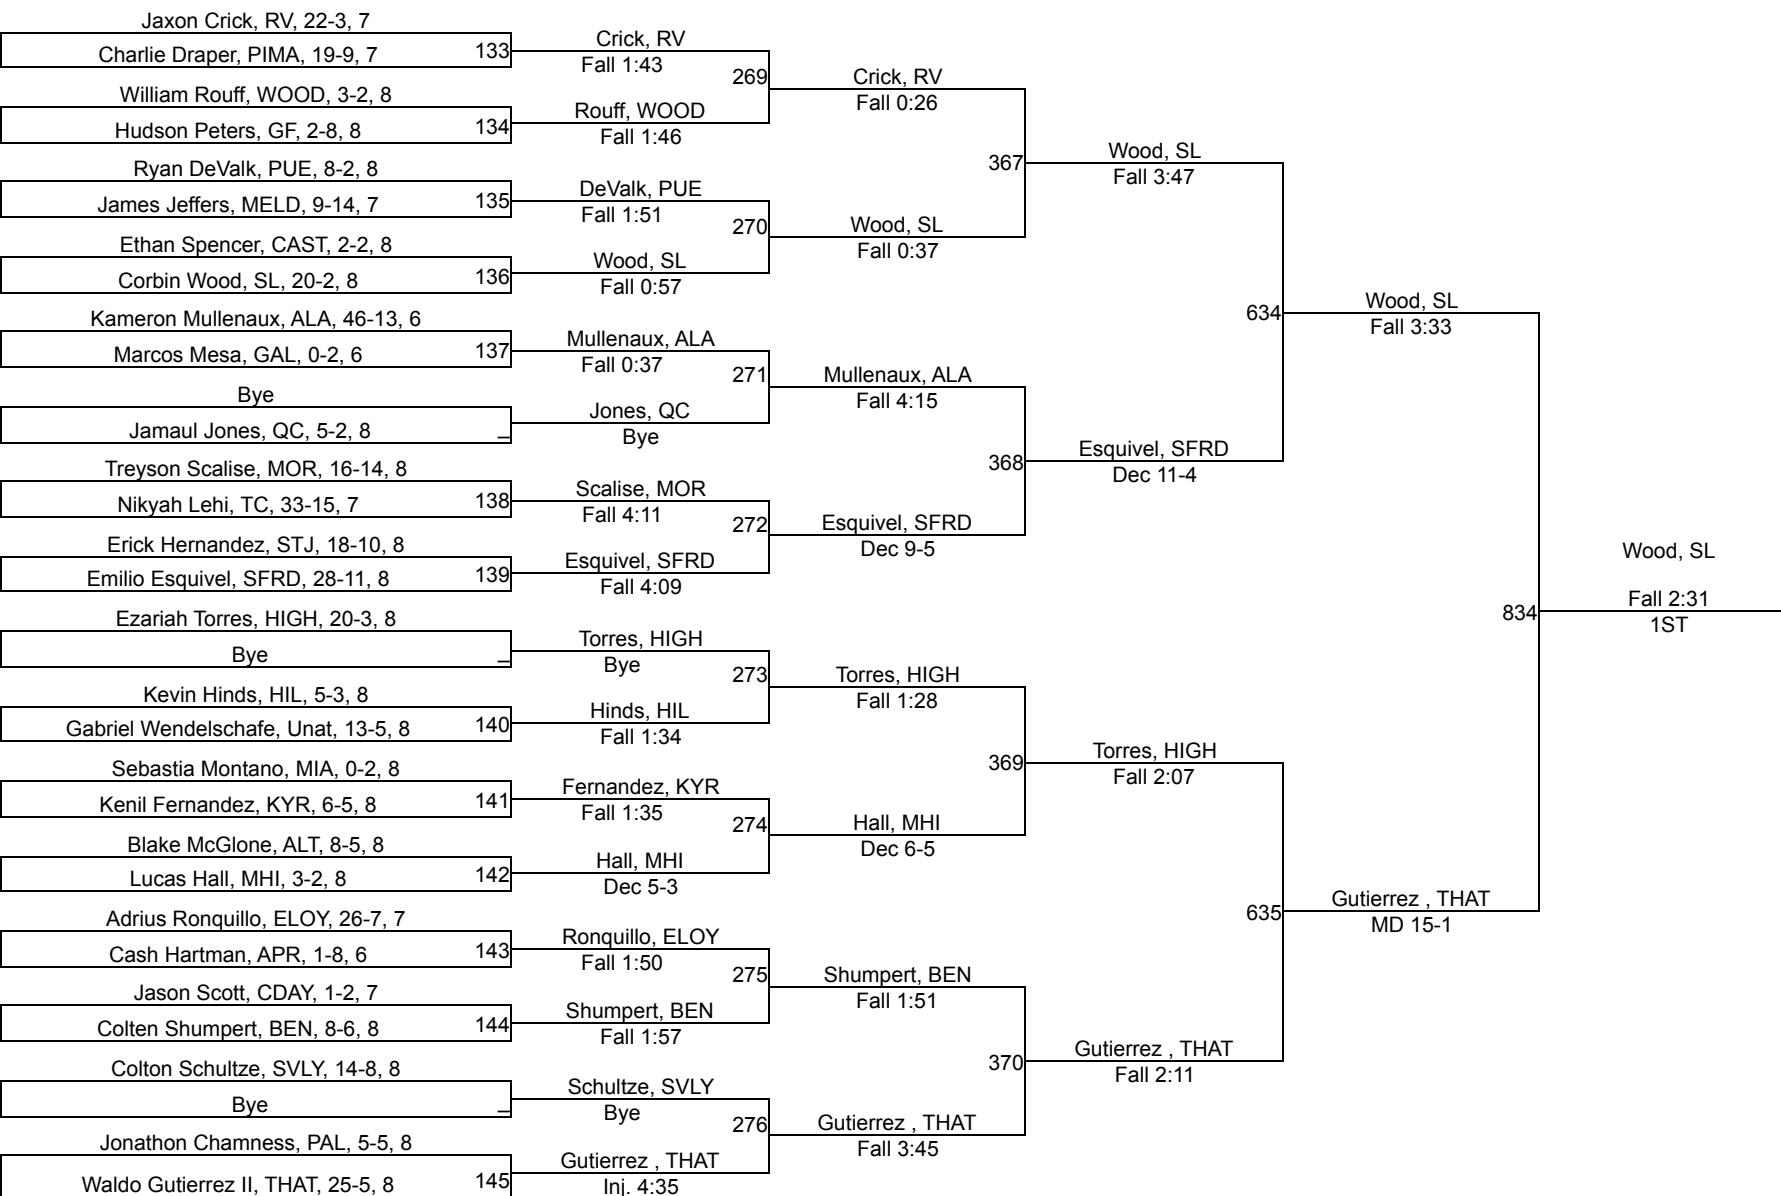 Jaxon Crick, RV, 22-3, 7
Charlie Draper, PIMA, 19-9, 7
133
William Rouff, WOOD, 3-2, 8
Hudson Peters, GF, 2-8, 8
134
Ryan DeValk, PUE, 8-2, 8
James Jeffers, MELD, 9-14, 7
135
Ethan Spencer, CAST, 2-2, 8
Corbin Wood, SL, 20-2, 8
136
Kameron Mullenaux, ALA, 46-13, 6
Marcos Mesa, GAL, 0-2, 6
137
Bye
Jamaul Jones, QC, 5-2, 8
_
Treyson Scalise, MOR, 16-14, 8
Nikyah Lehi, TC, 33-15, 7
138
Erick Hernandez, STJ, 18-10, 8
Emilio Esquivel, SFRD, 28-11, 8
139
Ezariah Torres, HIGH, 20-3, 8
Bye
_
Kevin Hinds, HIL, 5-3, 8
Gabriel Wendelschafe, Unat, 13-5, 8
140
Sebastia Montano, MIA, 0-2, 8
Kenil Fernandez, KYR, 6-5, 8
141
Blake McGlone, ALT, 8-5, 8
Lucas Hall, MHI, 3-2, 8
142
Adrius Ronquillo, ELOY, 26-7, 7
Cash Hartman, APR, 1-8, 6
143
Jason Scott, CDAY, 1-2, 7
Colten Shumpert, BEN, 8-6, 8
144
Colton Schultze, SVLY, 14-8, 8
Bye
_
Jonathon Chamness, PAL, 5-5, 8
Waldo Gutierrez II, THAT, 25-5, 8
145
Crick, RV
Fall 1:43
269
Rouff, WOOD
Fall 1:46
DeValk, PUE
Fall 1:51
270
Wood, SL
Fall 0:57
Mullenaux, ALA
Fall 0:37
271
Jones, QC
Bye
Scalise, MOR
Fall 4:11
272
Esquivel, SFRD
Fall 4:09
Torres, HIGH
Bye
273
Hinds, HIL
Fall 1:34
Fernandez, KYR
Fall 1:35
274
Hall, MHI
Dec 5-3
Ronquillo, ELOY
Fall 1:50
275
Shumpert, BEN
Fall 1:57
Schultze, SVLY
Bye
276
Gutierrez , THAT
Inj. 4:35
Crick, RV
Fall 0:26
367
Wood, SL
Fall 0:37
Mullenaux, ALA
Fall 4:15
368
Esquivel, SFRD
Dec 9-5
Torres, HIGH
Fall 1:28
369
Hall, MHI
Dec 6-5
Shumpert, BEN
Fall 1:51
370
Gutierrez , THAT
Fall 3:45
Wood, SL
Fall 3:47
634
Esquivel, SFRD
Dec 11-4
Torres, HIGH
Fall 2:07
635
Gutierrez , THAT
Fall 2:11
Wood, SL
Fall 3:33
834
Gutierrez , THAT
MD 15-1
Wood, SL
Fall 2:31
1ST